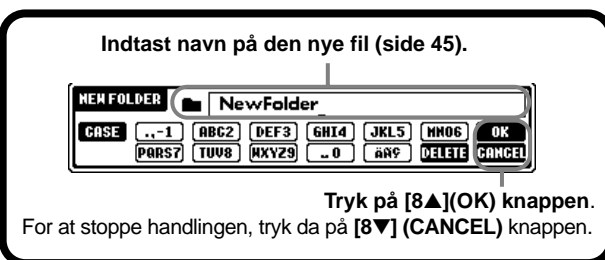 Indtast navn på den nye fil (side 45).
NEW FOLDER NewFolder_
CASE .,-1 ABC2 DEF3 GHI4 JKL5 MNO6 OK
PQRS7 TUV8 WXYZ9 ␣0 äñç DELETE CANCEL
Tryk på [8▲](OK) knappen.
For at stoppe handlingen, tryk da på [8▼] (CANCEL) knappen.